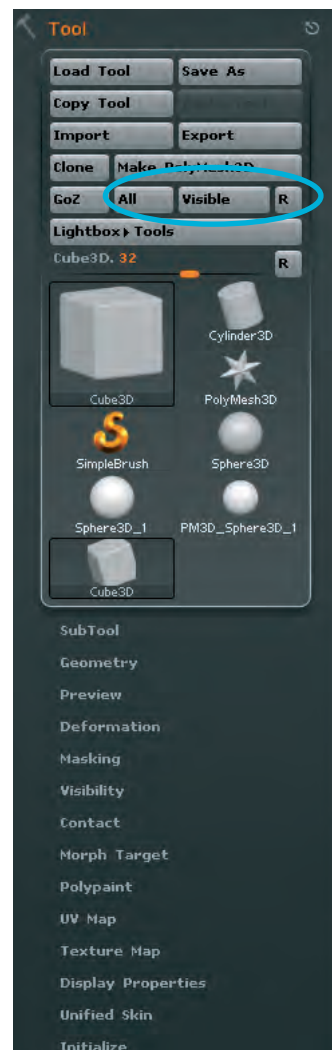 Tool
Load Tool Save As
Copy Tool
Import Export
Clone Make PolyMesh3D
GoZ All Visible R
Lightbox▸Tools
Cube3D. 32 R
Cylinder3D
Cube3D PolyMesh3D
SimpleBrush Sphere3D
Sphere3D_1 PM3D_Sphere3D_1
Cube3D
SubTool
Geometry
Preview
Deformation
Masking
Visibility
Contact
Morph Target
Polypaint
UV Map
Texture Map
Display Properties
Unified Skin
Initialize